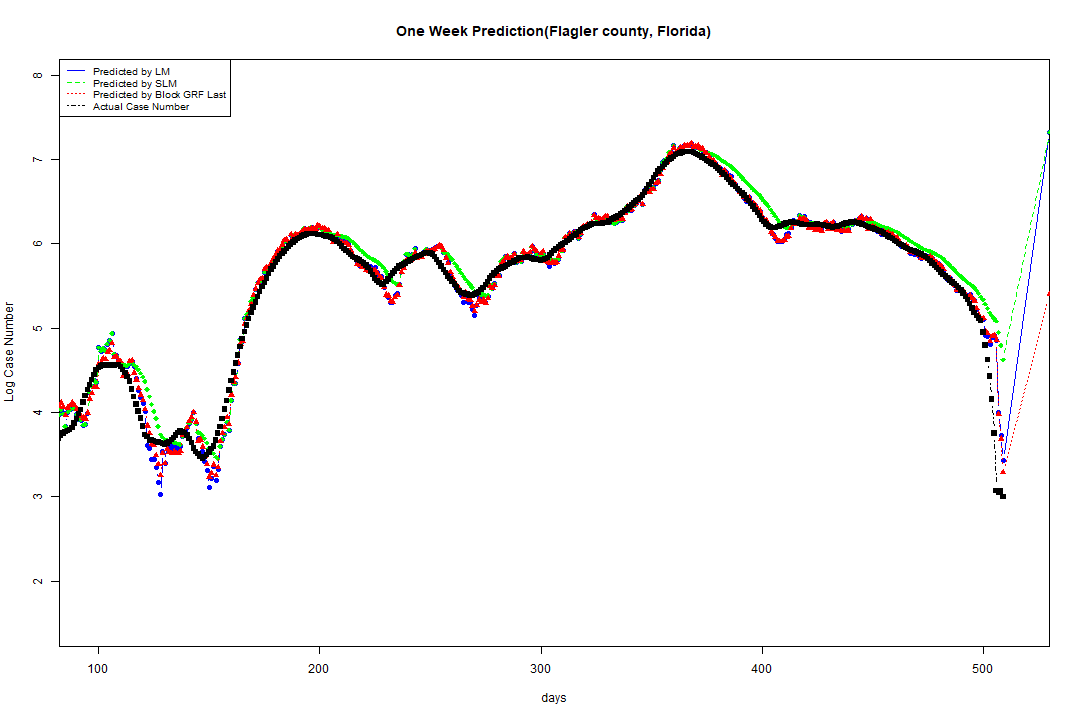 One Week Prediction(Flagler county, Florida)
Predicted by LM
Predicted by SLM
Predicted by Block GRF Last
Actual Case Number
8
7
6
5
4
3
2
Log Case Number
100 200 300 400 500
days